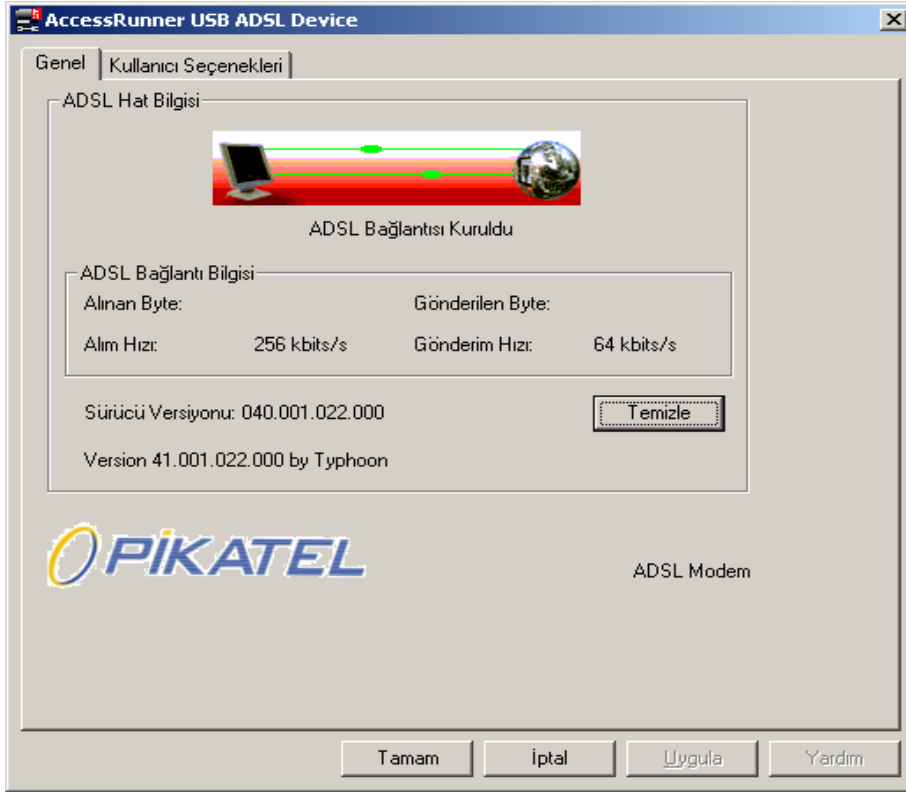 AccessRunner USB ADSL Device
Genel Kullanıcı Seçenekleri
ADSL Hat Bilgisi
ADSL Bağlantısı Kuruldu
ADSL Bağlantı Bilgisi
Alınan Byte: Gönderilen Byte:
Alım Hızı: 256 kbits/s Gönderim Hızı: 64 kbits/s
Sürücü Versiyonu: 040.001.022.000 Temizle
Version 41.001.022.000 by Typhoon
PİKATEL
ADSL Modem
Tamam İptal Uygula Yardım